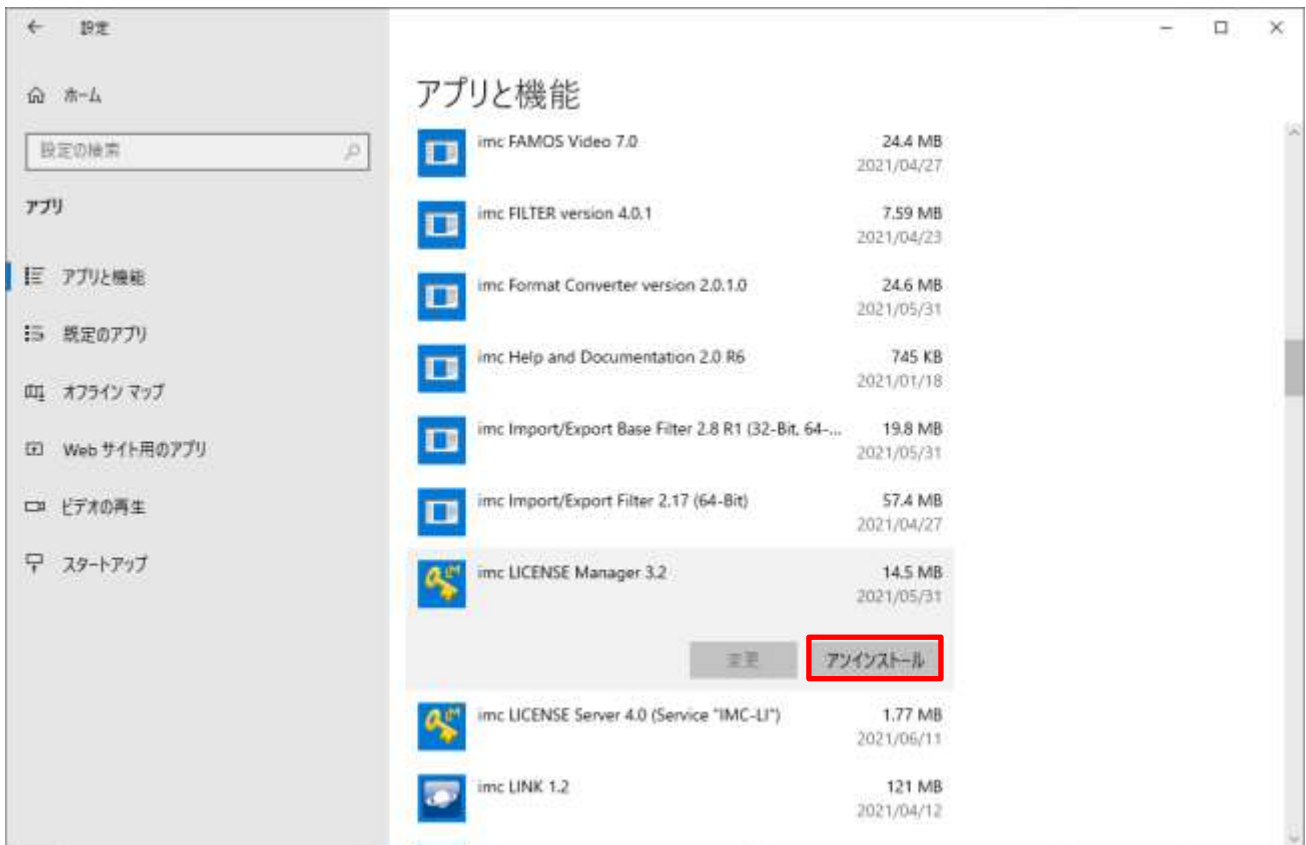 設定
ホーム
設定の検索
アプリ
アプリと機能
既定のアプリ
オフライン マップ
Web サイト用のアプリ
ビデオの再生
スタートアップ
アプリと機能
imc FAMOS Video 7.0 24.4 MB
2021/04/27
imc FILTER version 4.0.1 7.59 MB
2021/04/23
imc Format Converter version 2.0.1.0 24.6 MB
2021/05/31
imc Help and Documentation 2.0 R6 745 KB
2021/01/18
imc Import/Export Base Filter 2.8 R1 (32-Bit, 64-... 19.8 MB
2021/05/31
imc Import/Export Filter 2.17 (64-Bit) 57.4 MB
2021/04/27
imc LICENSE Manager 3.2 14.5 MB
2021/05/31
変更 アンインストール
imc LICENSE Server 4.0 (Service "IMC-LI") 1.77 MB
2021/06/11
imc LINK 1.2 121 MB
2021/04/12